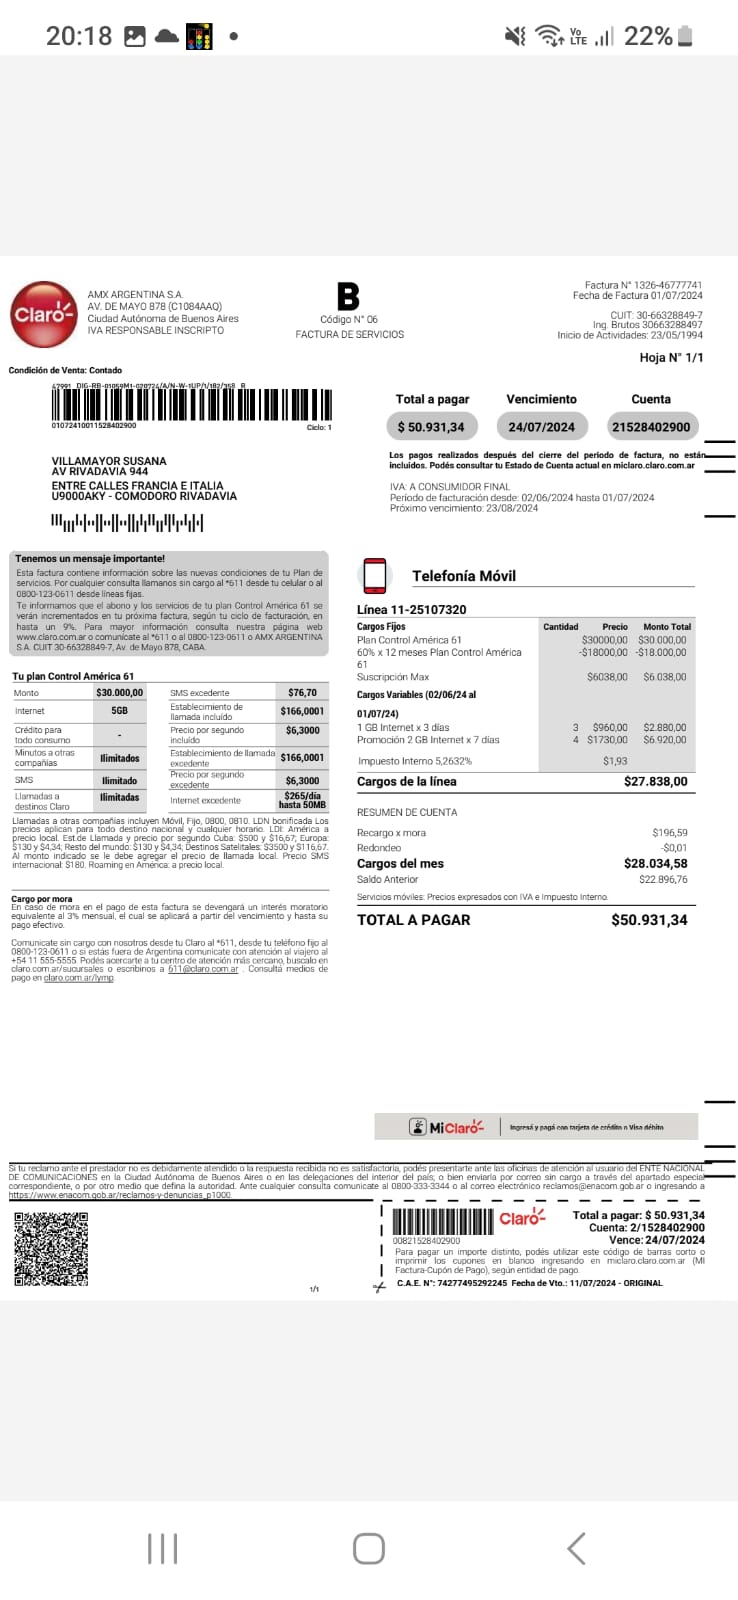 20:18
Vo LTE 22%
Claro
AMX ARGENTINA S.A.
AV. DE MAYO 878 (C1084AAQ)
Ciudad Autónoma de Buenos Aires
IVA RESPONSABLE INSCRIPTO
B
Código N° 06
FACTURA DE SERVICIOS
Factura N° 1326-46777741
Fecha de Factura 01/07/2024
CUIT: 30-66328849-7
Ing. Brutos 30663288497
Inicio de Actividades: 23/05/1994
Hoja N° 1/1
Condición de Venta: Contado
01072410011528402900
Ciclo: 1
VILLAMAYOR SUSANA
AV RIVADAVIA 944
ENTRE CALLES FRANCIA E ITALIA
U9000AKY - COMODORO RIVADAVIA
Total a pagar Vencimiento Cuenta
$ 50.931,34 24/07/2024 21528402900
Los pagos realizados después del cierre del periodo de factura, no están
incluidos. Podés consultar tu Estado de Cuenta actual en miclaro.claro.com.ar
IVA: A CONSUMIDOR FINAL
Período de facturación desde: 02/06/2024 hasta 01/07/2024
Próximo vencimiento: 23/08/2024
Tenemos un mensaje importante!
Esta factura contiene información sobre las nuevas condiciones de tu Plan de
servicios. Por cualquier consulta llamanos sin cargo al *611 desde tu celular o al
0800-123-0611 desde líneas fijas.
Te informamos que el abono y los servicios de tu plan Control América 61 se
verán incrementados en tu próxima factura, según tu ciclo de facturación, en
hasta un 9%. Para mayor información consulta nuestra página web
www.claro.com.ar o comunicate al *611 o al 0800-123-0611 o AMX ARGENTINA
S.A. CUIT 30-66328849-7, Av. de Mayo 878, CABA.
Tu plan Control América 61
Monto $30.000,00 SMS excedente $76,70
Internet 5GB Establecimiento de llamada incluído $166,0001
Crédito para todo consumo - Precio por segundo incluído $6,3000
Minutos a otras compañías Ilimitados Establecimiento de llamada excedente $166,0001
SMS Ilimitado Precio por segundo excedente $6,3000
Llamadas a destinos Claro Ilimitadas Internet excedente $265/día hasta 50MB
Llamadas a otras compañías incluyen Móvil, Fijo, 0800, 0810. LDN bonificada Los
precios aplican para todo destino nacional y cualquier horario. LDI: América a
precio local. Est.de Llamada y precio por segundo Cuba: $500 y $16,67; Europa:
$130 y $4,34; Resto del mundo: $130 y $4,34; Destinos Satelitales: $3500 y $116,67.
Al monto indicado se le debe agregar el precio de llamada local. Precio SMS
internacional: $180. Roaming en América: a precio local.
Cargo por mora
En caso de mora en el pago de esta factura se devengará un interés moratorio
equivalente al 3% mensual, el cual se aplicará a partir del vencimiento y hasta su
pago efectivo.
Comunicate sin cargo con nosotros desde tu Claro al *611, desde tu teléfono fijo al
0800-123-0611 o si estás fuera de Argentina comunicate con atención al viajero al
+54 11 555-5555. Podés acercarte a tu centro de atención más cercano, buscalo en
claro.com.ar/sucursales o escribinos a 611@claro.com.ar . Consultá medios de
pago en claro.com.ar/lymp.
Telefonía Móvil
Línea 11-25107320
Cargos Fijos Cantidad Precio Monto Total
Plan Control América 61 $30000,00 $30.000,00
60% x 12 meses Plan Control América -$18000,00 -$18.000,00
61
Suscripción Max $6038,00 $6.038,00
Cargos Variables (02/06/24 al
01/07/24)
1 GB Internet x 3 días 3 $960,00 $2.880,00
Promoción 2 GB Internet x 7 días 4 $1730,00 $6.920,00
Impuesto Interno 5,2632% $1,93
Cargos de la línea $27.838,00
RESUMEN DE CUENTA
Recargo x mora $196,59
Redondeo -$0,01
Cargos del mes $28.034,58
Saldo Anterior $22.896,76
Servicios móviles: Precios expresados con IVA e Impuesto Interno.
TOTAL A PAGAR $50.931,34
MiClaro Ingresá y pagá con tarjeta de crédito o Visa débito
Si tu reclamo ante el prestador no es debidamente atendido o la respuesta recibida no es satisfactoria, podés presentarte ante las oficinas de atención al usuario del ENTE NACIONAL
DE COMUNICACIONES en la Ciudad Autónoma de Buenos Aires o en las delegaciones del interior del país; o bien enviarla por correo sin cargo a través del apartado especial
correspondiente, o por otro medio que defina la autoridad. Ante cualquier consulta comunicate al 0800-333-3344 o al correo electrónico reclamos@enacom.gob.ar o ingresando a
https://www.enacom.gob.ar/reclamos-y-denuncias_p1000.
00821528402900
Claro
Total a pagar: $ 50.931,34
Cuenta: 2/1528402900
Vence: 24/07/2024
Para pagar un importe distinto, podés utilizar este código de barras corto o
imprimir los cupones en blanco ingresando en miclaro.claro.com.ar (MI
Factura-Cupón de Pago), según entidad de pago.
C.A.E. N°: 74277495292245 Fecha de Vto.: 11/07/2024 - ORIGINAL
1/1